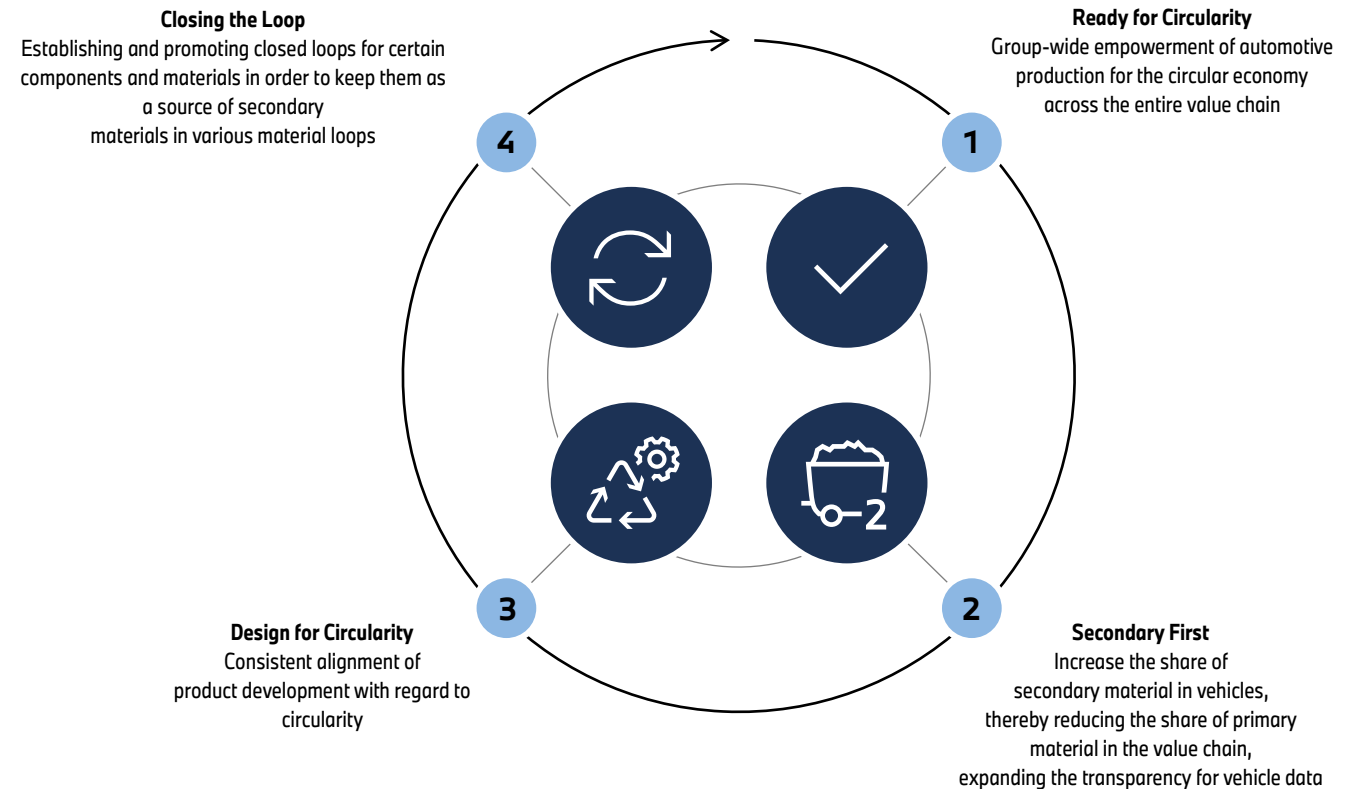 Closing the Loop
Establishing and promoting closed loops for certain
components and materials in order to keep them as
a source of secondary
materials in various material loops
Ready for Circularity
Group-wide empowerment of automotive
production for the circular economy
across the entire value chain
4
1
2
3
2
Design for Circularity
Consistent alignment of
product development with regard to
circularity
Secondary First
Increase the share of
secondary material in vehicles,
thereby reducing the share of primary
material in the value chain,
expanding the transparency for vehicle data